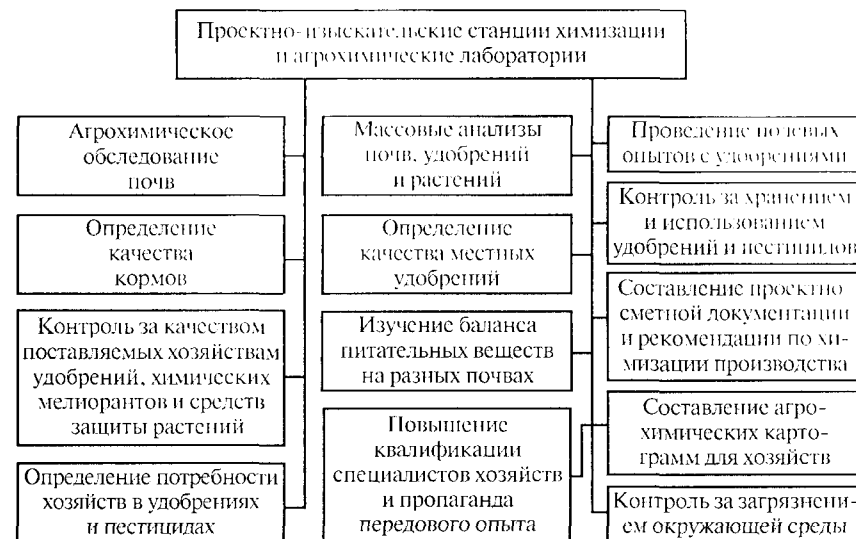 Проектно-изыскательские станции химизации
и агрохимические лаборатории
Агрохимическое
обследование
почв
Определение
качества
кормов
Контроль за качеством
поставляемых хозяйствам
удобрений, химических
мелиорантов и средств
защиты растений
Определение потребности
хозяйств в удобрениях
и пестицидах
Массовые анализы
почв, удобрений
и растений
Определение
качества местных
удобрений
Изучение баланса
питательных веществ
на разных почвах
Повышение
квалификации
специалистов хозяйств
и пропаганда
передового опыта
Проведение полевых
опытов с удобрениями
Контроль за хранением
и использованием
удобрений и пестицидов
Составление проектно
сметной документации
и рекомендации по хи-
мизации производства
Составление агро-
химических карто-
грамм для хозяйств
Контроль за загрязнени-
ем окружающей среды